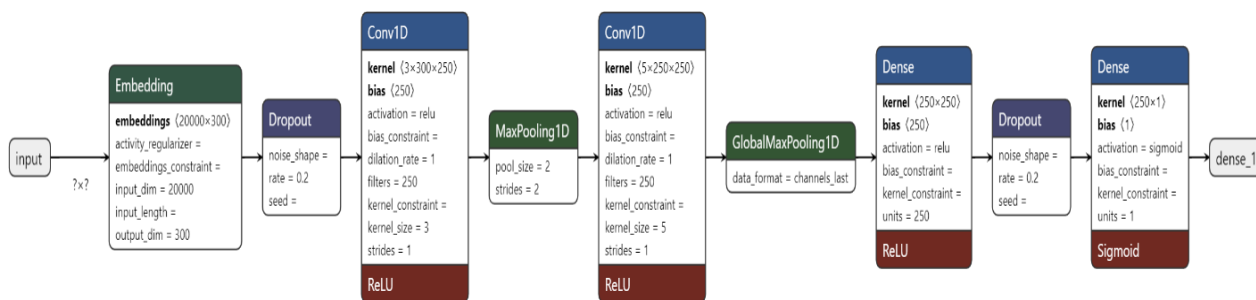 input
?×?
Embedding
embeddings ⟨20000×300⟩
activity_regularizer =
embeddings_constraint =
input_dim = 20000
input_length =
output_dim = 300
Dropout
noise_shape =
rate = 0.2
seed =
Conv1D
kernel ⟨3×300×250⟩
bias ⟨250⟩
activation = relu
bias_constraint =
dilation_rate = 1
filters = 250
kernel_constraint =
kernel_size = 3
strides = 1
ReLU
MaxPooling1D
pool_size = 2
strides = 2
Conv1D
kernel ⟨5×250×250⟩
bias ⟨250⟩
activation = relu
bias_constraint =
dilation_rate = 1
filters = 250
kernel_constraint =
kernel_size = 5
strides = 1
ReLU
GlobalMaxPooling1D
data_format = channels_last
Dense
kernel ⟨250×250⟩
bias ⟨250⟩
activation = relu
bias_constraint =
kernel_constraint =
units = 250
ReLU
Dropout
noise_shape =
rate = 0.2
seed =
Dense
kernel ⟨250×1⟩
bias ⟨1⟩
activation = sigmoid
bias_constraint =
kernel_constraint =
units = 1
Sigmoid
dense_1